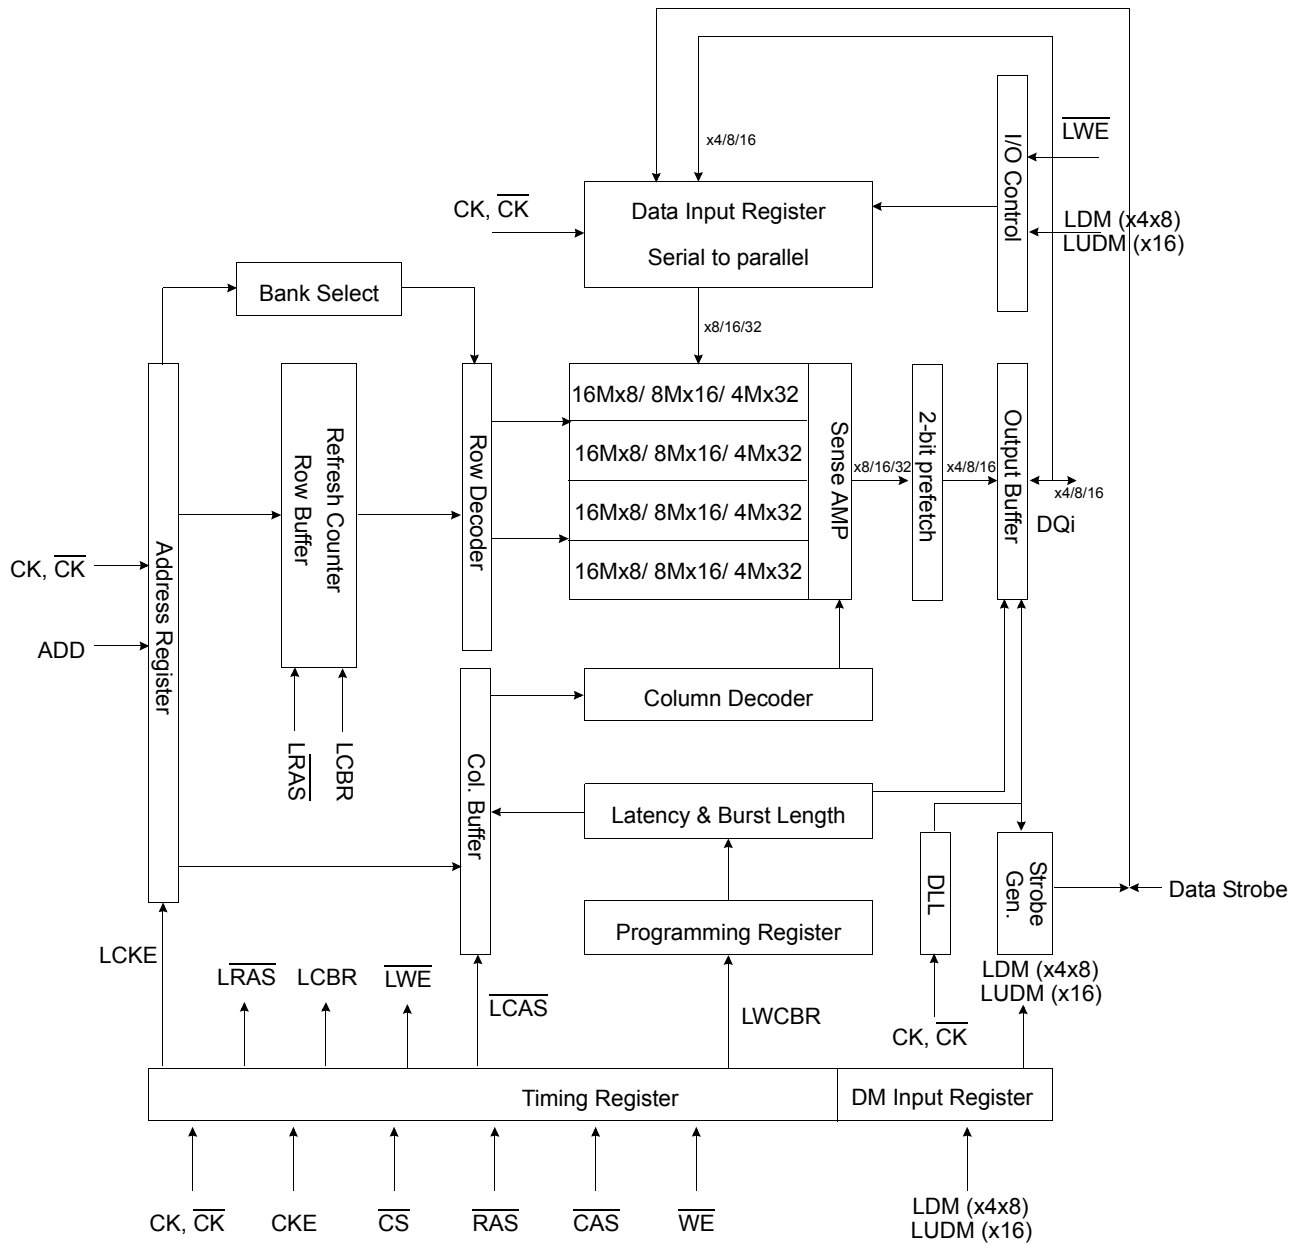 x4/8/16
I/O Control
LWE
CK, CK
Data Input Register
Serial to parallel
LDM (x4x8)
LUDM (x16)
Bank Select
x8/16/32
Address Register
Refresh Counter
Row Buffer
Row Decoder
16Mx8/ 8Mx16/ 4Mx32
16Mx8/ 8Mx16/ 4Mx32
16Mx8/ 8Mx16/ 4Mx32
16Mx8/ 8Mx16/ 4Mx32
Sense AMP
x8/16/32
2-bit prefetch
x4/8/16
Output Buffer
x4/8/16
DQi
CK, CK
ADD
LRAS
LCBR
Col. Buffer
Column Decoder
Latency & Burst Length
DLL
Strobe
Gen.
Data Strobe
Programming Register
LCKE
LRAS
LCBR
LWE
LCAS
LWCBR
CK, CK
LDM (x4x8)
LUDM (x16)
Timing Register
DM Input Register
CK, CK
CKE
CS
RAS
CAS
WE
LDM (x4x8)
LUDM (x16)